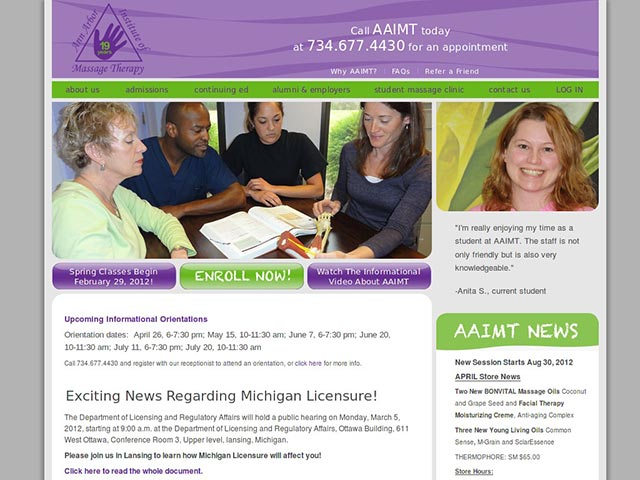 Ann Arbor
Institute of
19
years
Massage Therapy
Call AAIMT today
at 734.677.4430 for an appointment
Why AAIMT? | FAQs | Refer a Friend
about us
admissions
continuing ed
alumni & employers
student massage clinic
contact us
LOG IN
"I'm really enjoying my time as a
student at AAIMT. The staff is not
only friendly but is also very
knowledgeable."
-Anita S., current student
Spring Classes Begin
February 29, 2012!
ENROLL NOW!
Watch The Informational
Video About AAIMT
Upcoming Informational Orientations
Orientation dates: April 26, 6-7:30 pm; May 15, 10-11:30 am; June 7, 6-7:30 pm; June 20,
10-11:30 am; July 11, 6-7:30 pm; July 20, 10-11:30 am
Call 734.677.4430 and register with our receptionist to attend an orientation, or click here for more info.
Exciting News Regarding Michigan Licensure!
The Department of Licensing and Regulatory Affairs will hold a public hearing on Monday, March 5,
2012, starting at 9:00 a.m. at the Department of Licensing and Regulatory Affairs, Ottawa Building, 611
West Ottawa, Conference Room 3, Upper level, lansing, Michigan.
Please join us in Lansing to learn how Michigan Licensure will affect you!
Click here to read the whole document.
AAIMT NEWS
New Session Starts Aug 30, 2012
APRIL Store News
Two New BONVITAL Massage Oils Coconut
and Grape Seed and Facial Therapy
Moisturizing Creme, Anti-aging Complex
Three New Young Living Oils Common
Sense, M-Grain and SclarEssence
THERMOPHORE: SM $65.00
Store Hours: